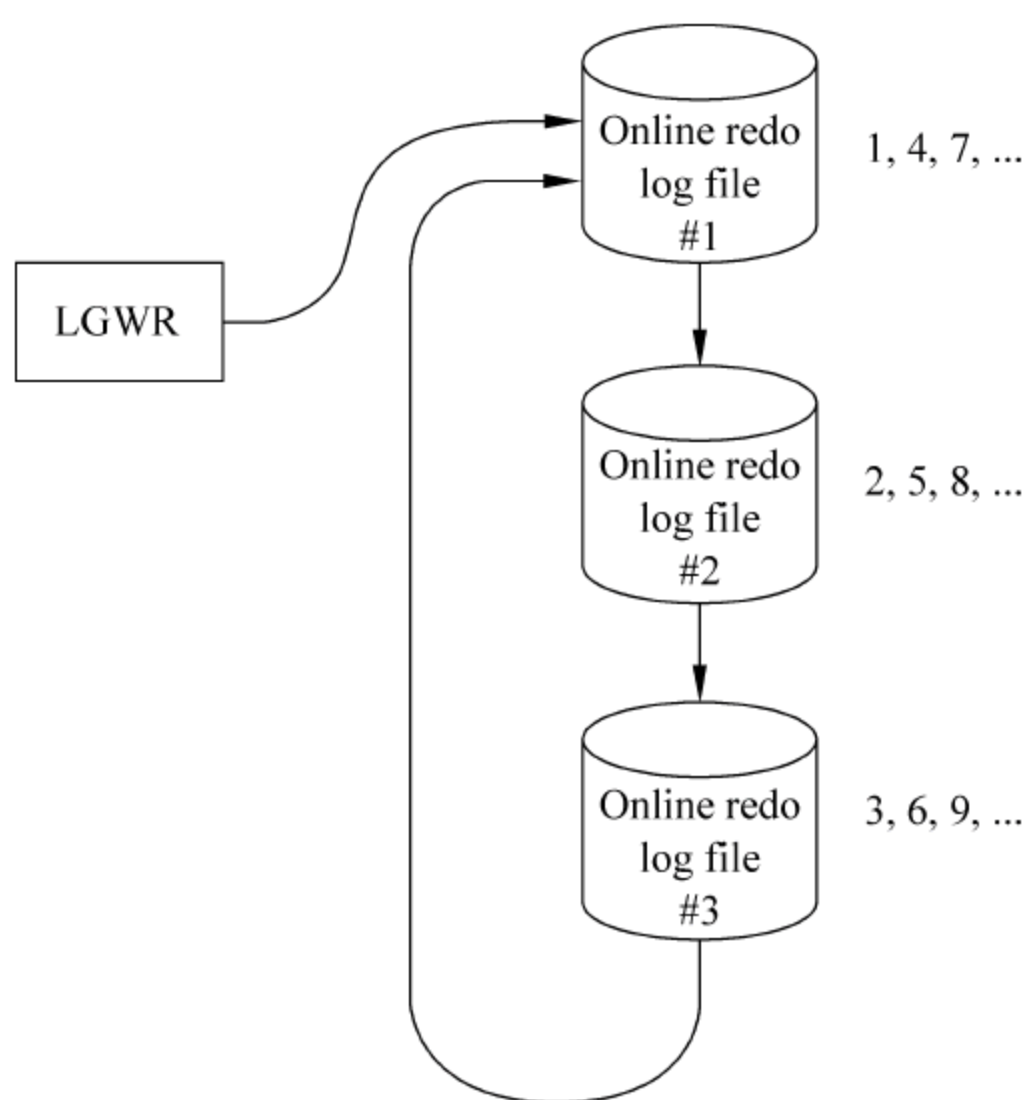 Online redo
log file
#1
1, 4, 7, ...
LGWR
Online redo
log file
#2
2, 5, 8, ...
Online redo
log file
#3
3, 6, 9, ...